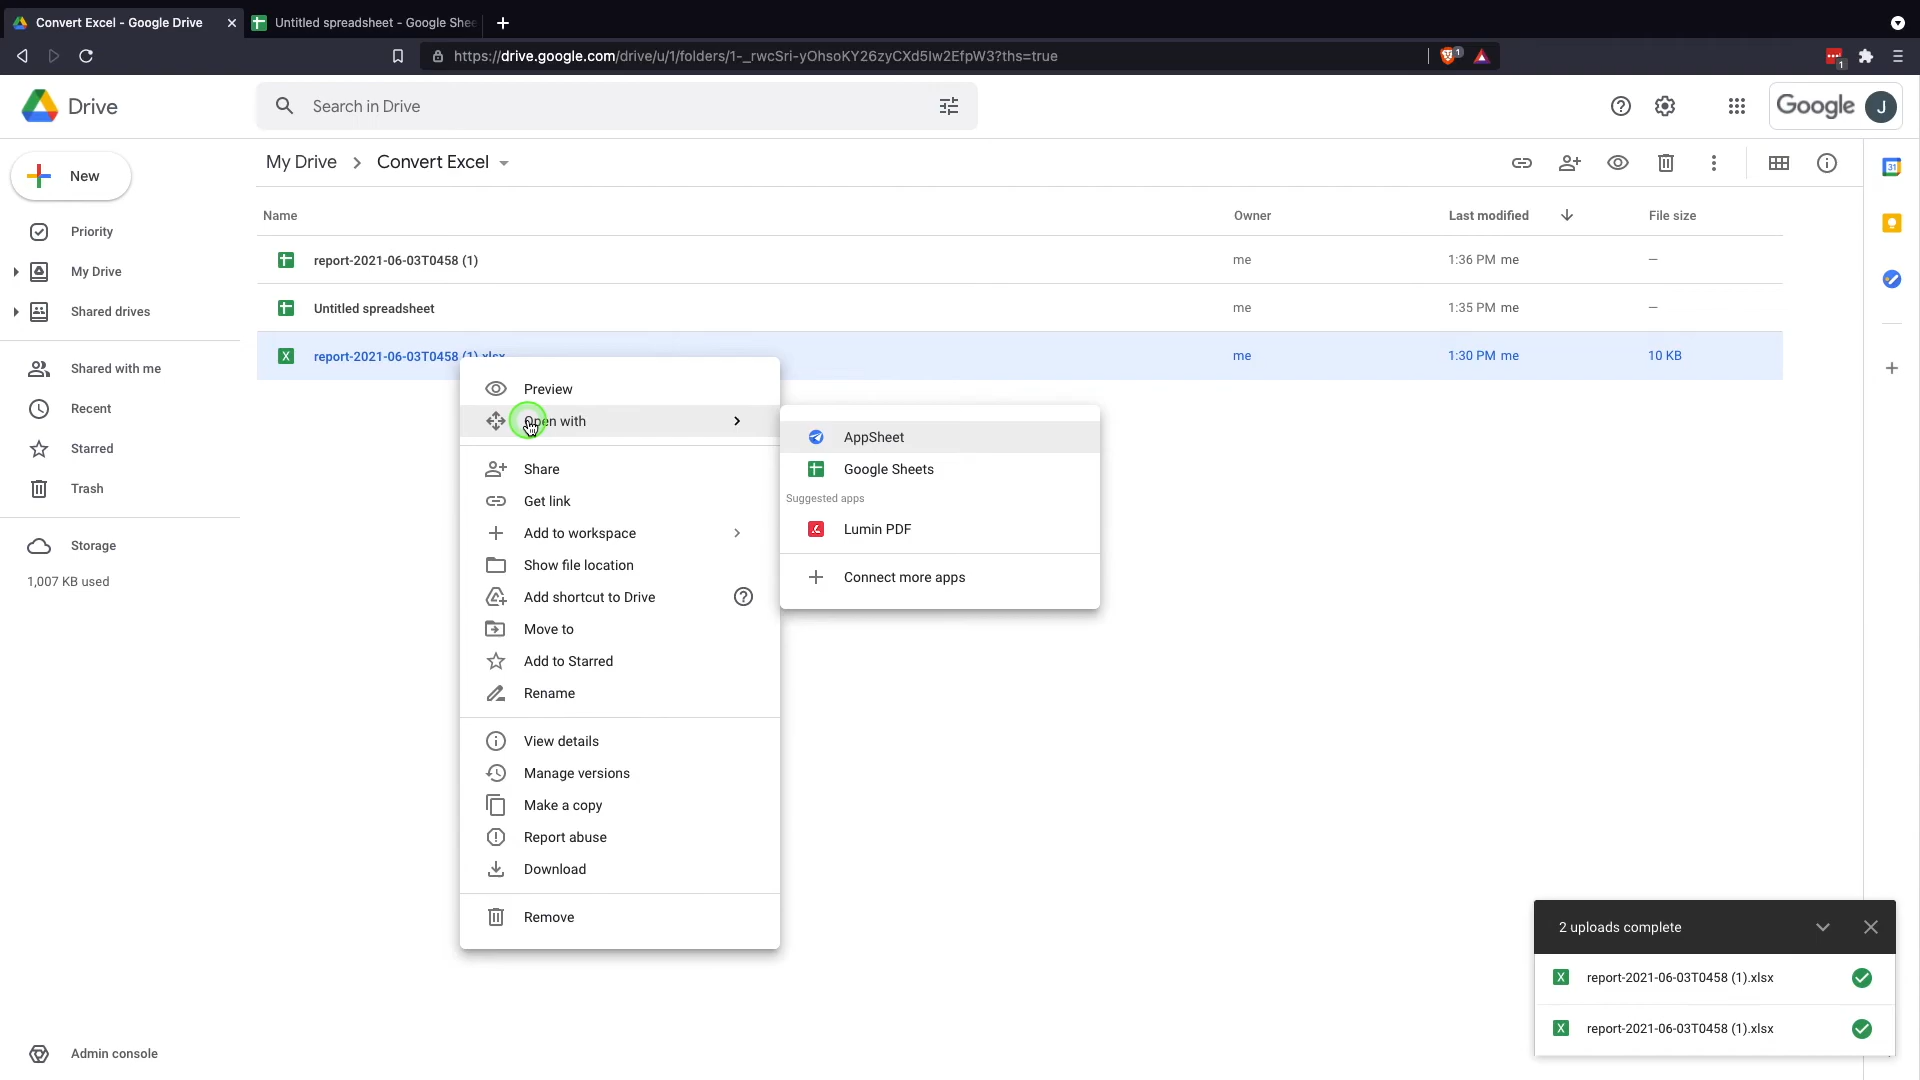 Convert Excel - Google Drive
Untitled spreadsheet - Google Shee
https://drive.google.com/drive/u/1/folders/1-_rwcSri-yOhsoKY26zyCXd5Iw2EfpW3?ths=true
1
1
Drive
Search in Drive
Google
J
New
My Drive
Convert Excel
31
Name
Owner
Last modified
File size
Priority
My Drive
Shared drives
Shared with me
Recent
Starred
Trash
Storage
1,007 KB used
Admin console
report-2021-06-03T0458 (1)
me
1:36 PM me
—
Untitled spreadsheet
me
1:35 PM me
—
X
report-2021-06-03T0458 (1).xlsx
me
1:30 PM me
10 KB
Preview
Open with
Share
Get link
Add to workspace
Show file location
Add shortcut to Drive
Move to
Add to Starred
Rename
View details
Manage versions
Make a copy
Report abuse
Download
Remove
AppSheet
Google Sheets
Suggested apps
Lumin PDF
Connect more apps
2 uploads complete
X
report-2021-06-03T0458 (1).xlsx
X
report-2021-06-03T0458 (1).xlsx